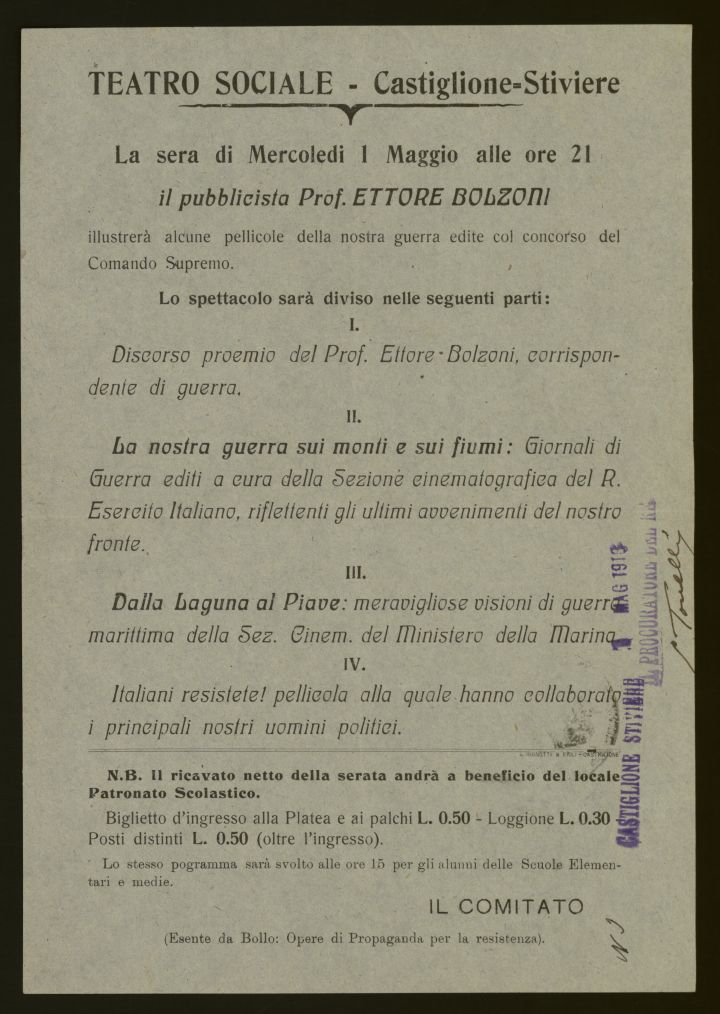 TEATRO SOCIALE - Castiglione=Stiviere
La sera di Mercoledi 1 Maggio alle ore 21
il pubblicista Prof. ETTORE BOLZONI
illustrerà alcune pellicole della nostra guerra edite col concorso del
Comando Supremo.
Lo spettacolo sarà diviso nelle seguenti parti:
I.
Discorso proemio del Prof. Ettore Bolzoni, corrispon-
dente di guerra.
II.
La nostra guerra sui monti e sui fiumi: Giornali di
Guerra editi a cura della Sezione cinematografica del R.
Esercito Italiano, riflettenti gli ultimi avvenimenti del nostro
fronte.
III.
Dalla Laguna al Piave: meravigliose visioni di guerra
marittima della Sez. Cinem. del Ministero della Marina.
IV.
Italiani resistete! pellicola alla quale hanno collaborato
i principali nostri uomini politici.
N.B. Il ricavato netto della serata andrà a beneficio del locale
Patronato Scolastico.
Biglietto d'ingresso alla Platea e ai palchi L. 0.50 - Loggione L. 0.30 -
Posti distinti L. 0.50 (oltre l'ingresso).
Lo stesso pogramma sarà svolto alle ore 15 per gli alunni delle Scuole Elemen-
tari e medie.
IL COMITATO
(Esente da Bollo: Opere di Propaganda per la resistenza).
CASTIGLIONE STIVIERE 1 MAG 191
IL PROCURATORE DEL RE